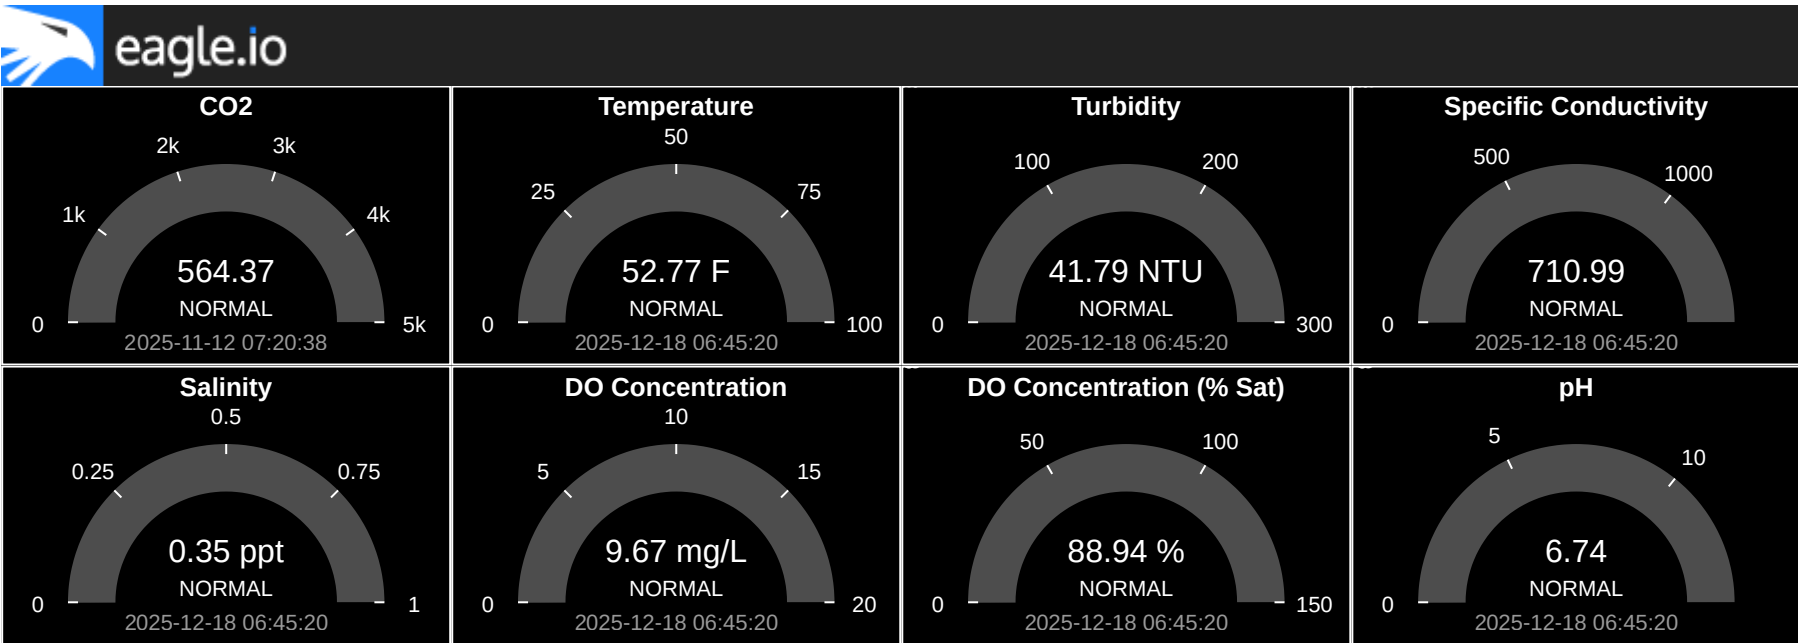 eagle.io
CO2
0
1k
2k
3k
4k
5k
564.37
NORMAL
2025-11-12 07:20:38
Temperature
0
25
50
75
100
52.77 F
NORMAL
2025-12-18 06:45:20
Turbidity
0
100
200
300
41.79 NTU
NORMAL
2025-12-18 06:45:20
Specific Conductivity
0
500
1000
710.99
NORMAL
2025-12-18 06:45:20
Salinity
0
0.25
0.5
0.75
1
0.35 ppt
NORMAL
2025-12-18 06:45:20
DO Concentration
0
5
10
15
20
9.67 mg/L
NORMAL
2025-12-18 06:45:20
DO Concentration (% Sat)
0
50
100
150
88.94 %
NORMAL
2025-12-18 06:45:20
pH
0
5
10
6.74
NORMAL
2025-12-18 06:45:20